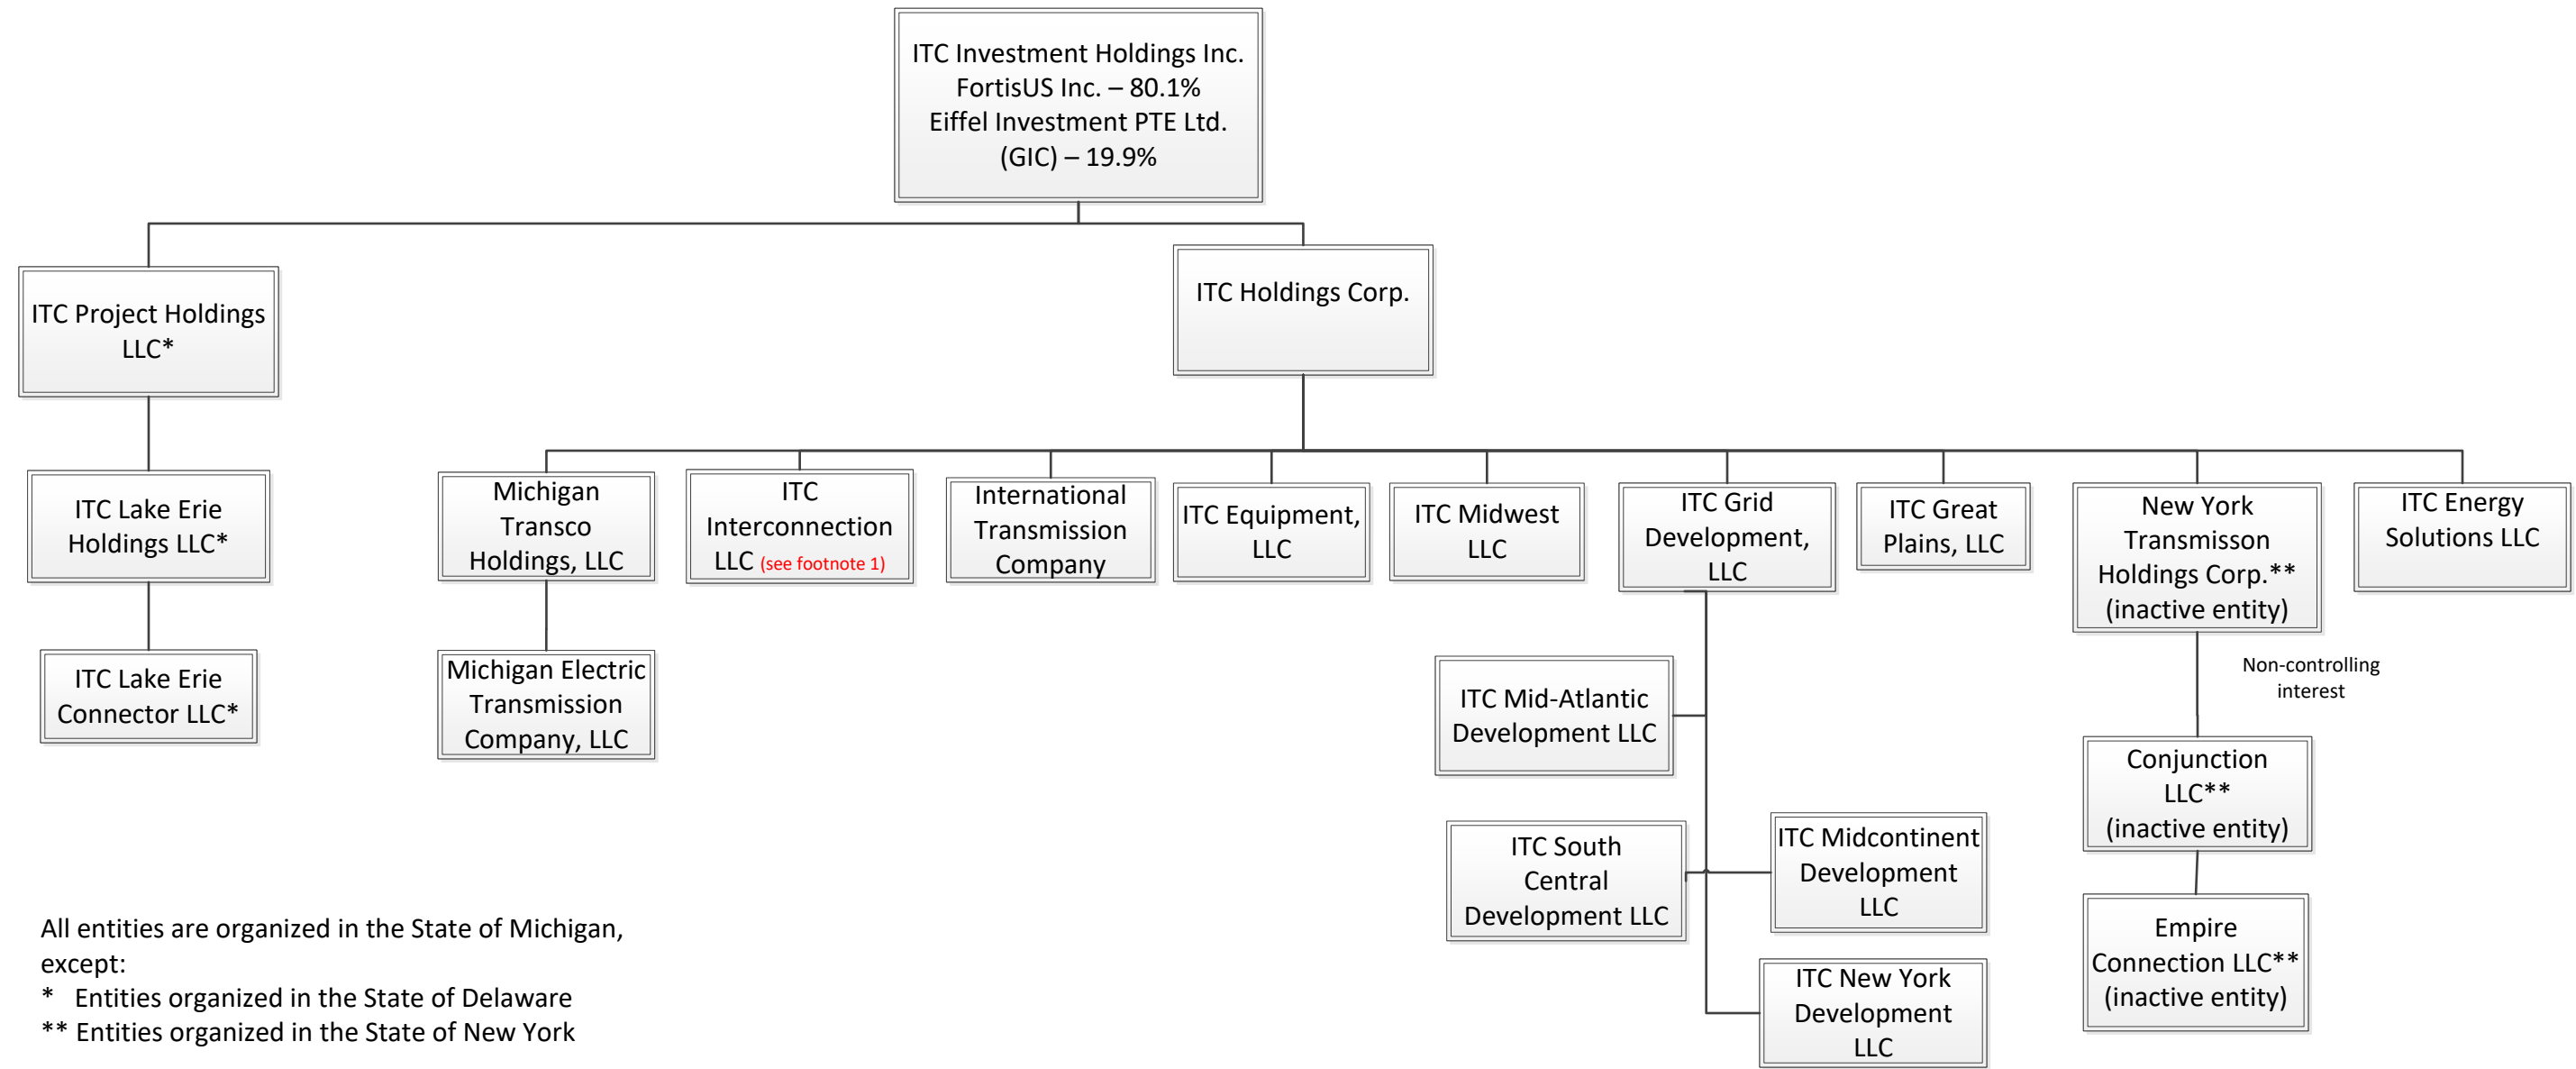 ITC Investment Holdings Inc.
FortisUS Inc. – 80.1%
Eiffel Investment PTE Ltd.
(GIC) – 19.9%
ITC Project Holdings
LLC*
ITC Holdings Corp.
ITC Lake Erie
Holdings LLC*
ITC Lake Erie
Connector LLC*
Michigan
Transco
Holdings, LLC
Michigan Electric
Transmission
Company, LLC
ITC
Interconnection
LLC (see footnote 1)
International
Transmission
Company
ITC Equipment,
LLC
ITC Midwest
LLC
ITC Grid
Development,
LLC
ITC Great
Plains, LLC
New York
Transmisson
Holdings Corp.**
(inactive entity)
ITC Energy
Solutions LLC
Non-controlling
interest
ITC Mid-Atlantic
Development LLC
ITC South
Central
Development LLC
ITC Midcontinent
Development
LLC
ITC New York
Development
LLC
Conjunction
LLC**
(inactive entity)
Empire
Connection LLC**
(inactive entity)
All entities are organized in the State of Michigan,
except:
* Entities organized in the State of Delaware
** Entities organized in the State of New York